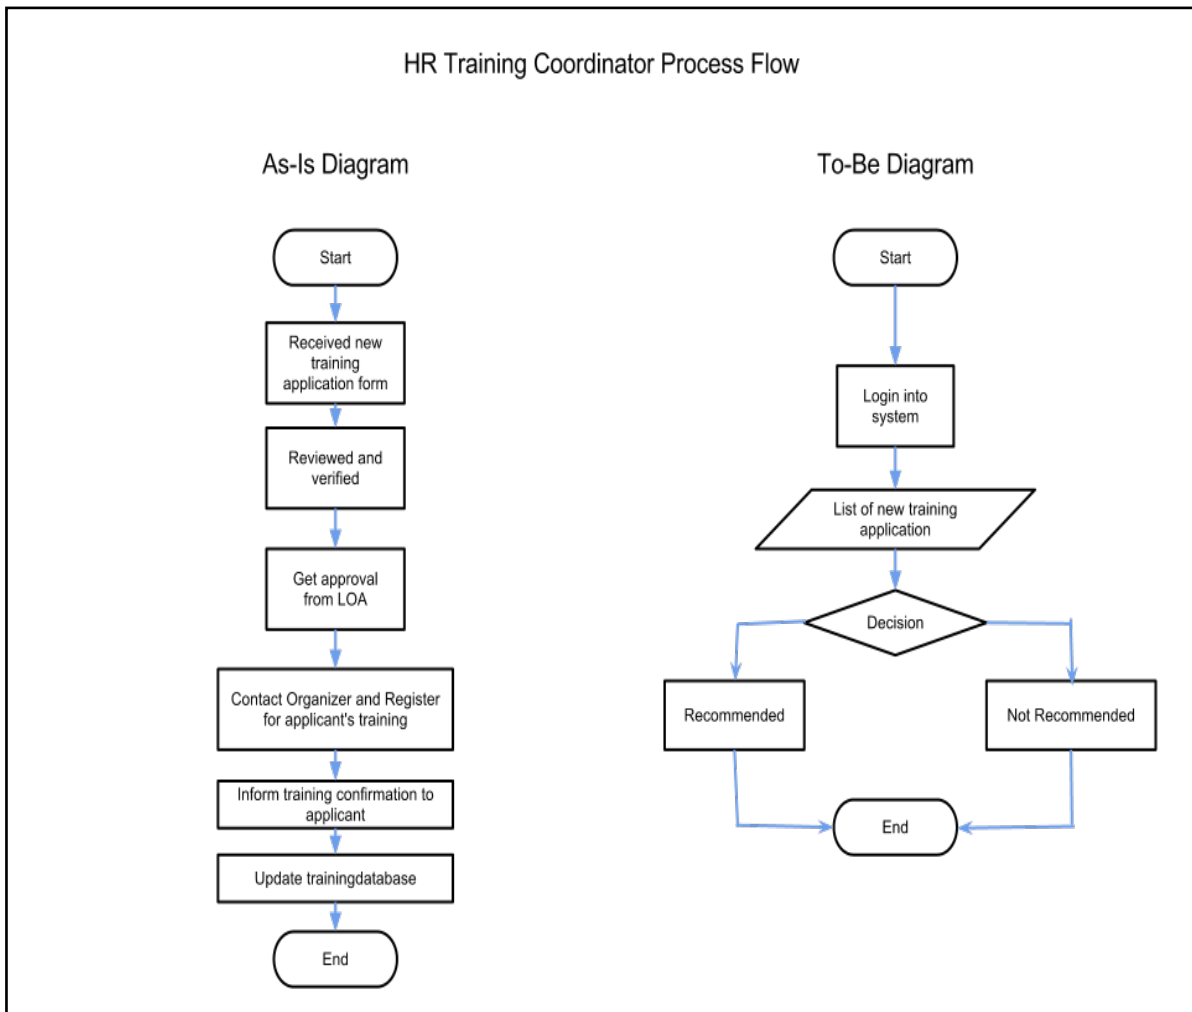 HR Training Coordinator Process Flow
As-Is Diagram
Start
Received new
training
application form
Reviewed and
verified
Get approval
from LOA
Contact Organizer and Register
for applicant's training
Inform training confirmation to
applicant
Update trainingdatabase
End
To-Be Diagram
Start
Login into
system
List of new training
application
Decision
Recommended
Not Recommended
End